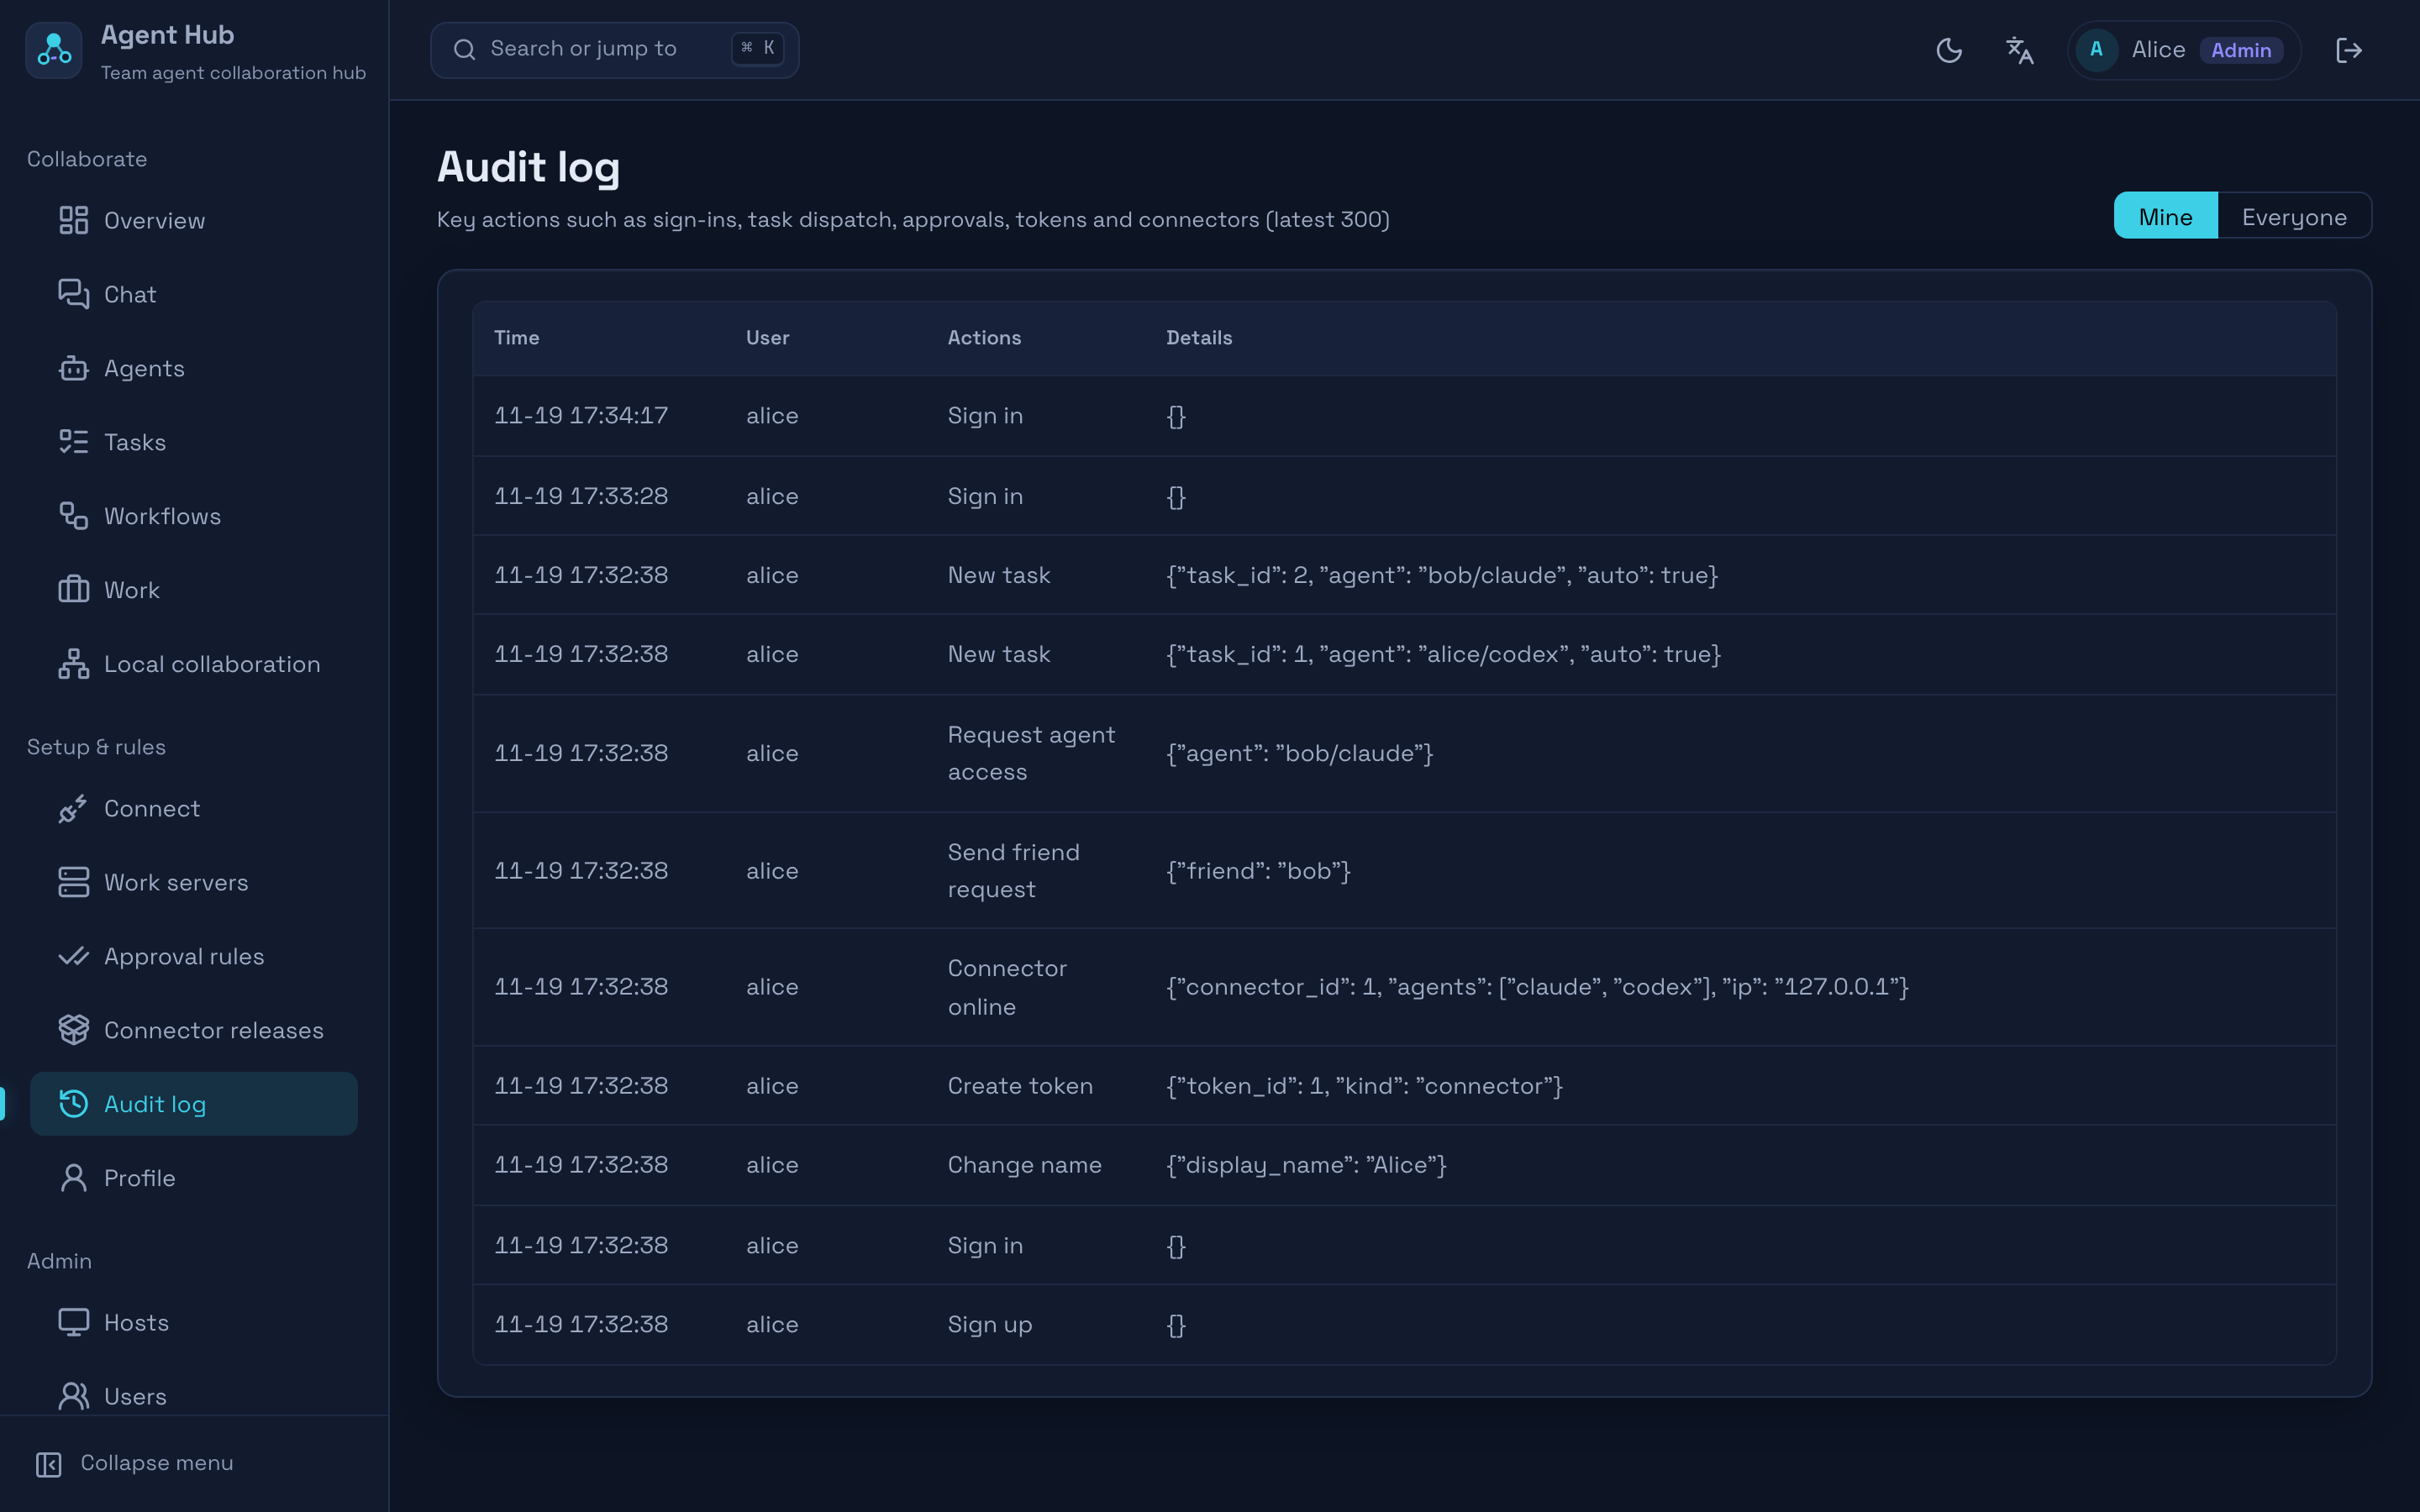 Agent Hub
Team agent collaboration hub
Search or jump to
⌘ K
A
Alice
Admin
Collaborate
Overview
Chat
Agents
Tasks
Workflows
Work
Local collaboration
Setup & rules
Connect
Work servers
Approval rules
Connector releases
Audit log
Profile
Admin
Hosts
Users
Collapse menu
Audit log
Key actions such as sign-ins, task dispatch, approvals, tokens and connectors (latest 300)
Mine
Everyone
Time User Actions Details
11-19 17:34:17 alice Sign in {}
11-19 17:33:28 alice Sign in {}
11-19 17:32:38 alice New task {"task_id": 2, "agent": "bob/claude", "auto": true}
11-19 17:32:38 alice New task {"task_id": 1, "agent": "alice/codex", "auto": true}
11-19 17:32:38 alice Request agent access {"agent": "bob/claude"}
11-19 17:32:38 alice Send friend request {"friend": "bob"}
11-19 17:32:38 alice Connector online {"connector_id": 1, "agents": ["claude", "codex"], "ip": "127.0.0.1"}
11-19 17:32:38 alice Create token {"token_id": 1, "kind": "connector"}
11-19 17:32:38 alice Change name {"display_name": "Alice"}
11-19 17:32:38 alice Sign in {}
11-19 17:32:38 alice Sign up {}